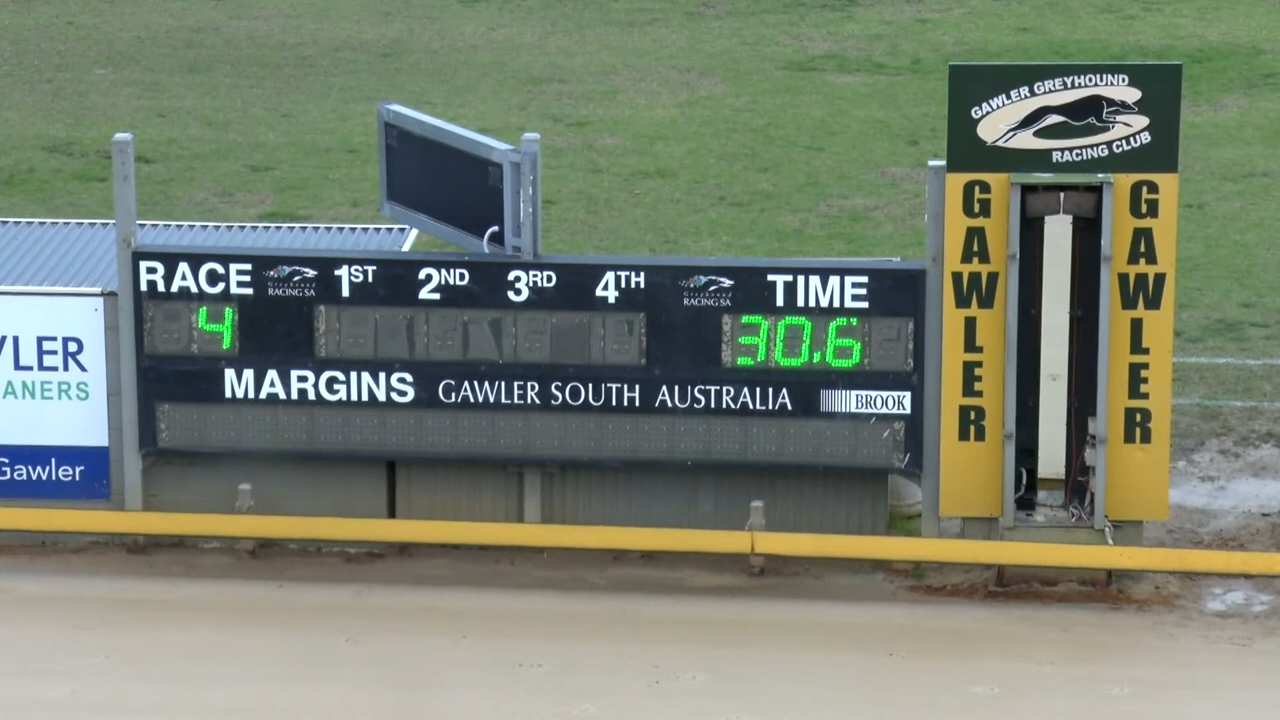 GAWLER GREYHOUND
RACING CLUB
GAWLER
GAWLER
RACE
Greyhound
RACING SA
1ST
2ND
3RD
4TH
Greyhound
RACING SA
TIME
4
30.6
MARGINS
GAWLER SOUTH AUSTRALIA
BROOK
LER
ANERS
Gawler